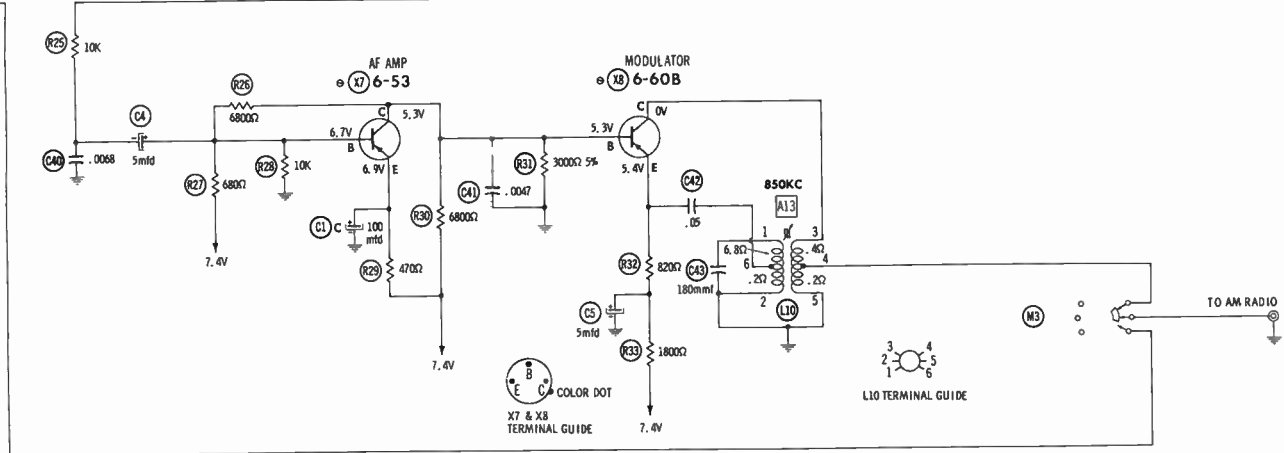 R25 10K
C40 .0068
C4 5mfd
R26 6800Ω
R27 680Ω
7.4V
R28 10K
AF AMP
⊖ X7 6-53
C 5.3V
6.7V B
6.9V E
C1 C 100 mfd
R29 470Ω
R30 6800Ω
7.4V
C41 .0047
R31 3000Ω 5%
MODULATOR
⊖ X8 6-60B
C 0V
5.3V B
5.4V E
C42 .05
R32 820Ω
C5 5mfd
R33 1800Ω
7.4V
850KC
A13
1 3
6.8Ω .4Ω
6 4
.2Ω .2Ω
2 5
C43 180mmf
L10
B
E C COLOR DOT
X7 & X8
TERMINAL GUIDE
3 4
2 5
1 6
L10 TERMINAL GUIDE
M3
TO AM RADIO